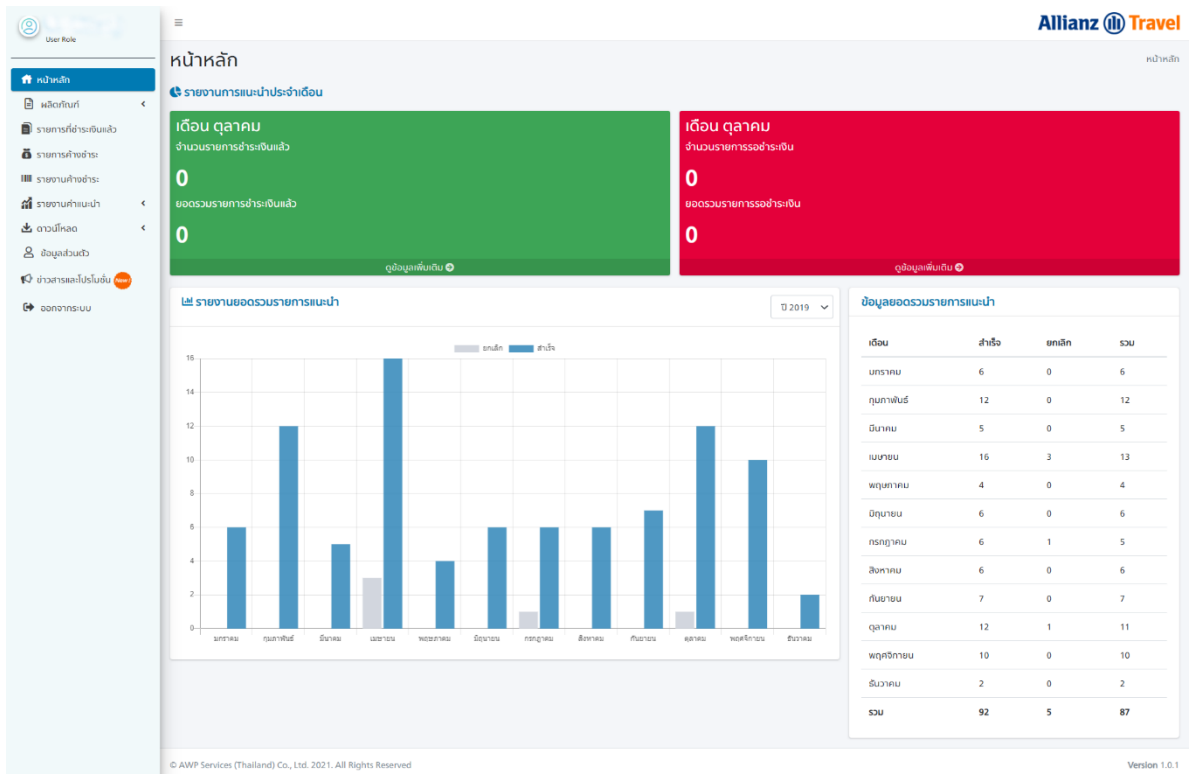 User Role
Allianz Travel
หน้าหลัก
ผลิตภัณฑ์
รายการที่ชำระเงินแล้ว
รายการค้างชำระ
รายงานค้างชำระ
รายงานค่าแนะนำ
ดาวน์โหลด
ข้อมูลส่วนตัว
ข่าวสารและโปรโมชั่น New!
ออกจากระบบ
หน้าหลัก
หน้าหลัก
รายงานการแนะนำประจำเดือน
เดือน ตุลาคม
จำนวนรายการชำระเงินแล้ว
0
ยอดรวมรายการชำระเงินแล้ว
0
ดูข้อมูลเพิ่มเติม
เดือน ตุลาคม
จำนวนรายการรอชำระเงิน
0
ยอดรวมรายการรอชำระเงิน
0
ดูข้อมูลเพิ่มเติม
รายงานยอดรวมรายการแนะนำ
ปี 2019
ยกเลิก สำเร็จ
16
14
12
10
8
6
4
2
0
มกราคม กุมภาพันธ์ มีนาคม เมษายน พฤษภาคม มิถุนายน กรกฎาคม สิงหาคม กันยายน ตุลาคม พฤศจิกายน ธันวาคม
ข้อมูลยอดรวมรายการแนะนำ
เดือน สำเร็จ ยกเลิก รวม
มกราคม 6 0 6
กุมภาพันธ์ 12 0 12
มีนาคม 5 0 5
เมษายน 16 3 13
พฤษภาคม 4 0 4
มิถุนายน 6 0 6
กรกฎาคม 6 1 5
สิงหาคม 6 0 6
กันยายน 7 0 7
ตุลาคม 12 1 11
พฤศจิกายน 10 0 10
ธันวาคม 2 0 2
รวม 92 5 87
© AWP Services (Thailand) Co., Ltd. 2021. All Rights Reserved
Version 1.0.1